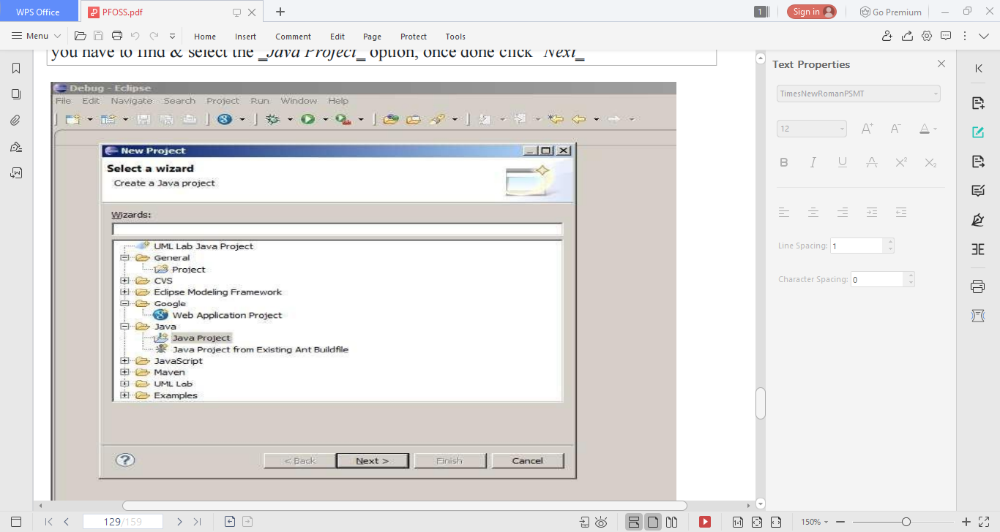 WPS Office
PFOSS.pdf
1
Sign in
Go Premium
Menu
Home Insert Comment Edit Page Protect Tools
you have to find & select the ‗Java Project‗ option, once done click ‗Next‗
Debug - Eclipse
File Edit Navigate Search Project Run Window Help
New Project
Select a wizard
Create a Java project
Wizards:
UML Lab Java Project
General
Project
CVS
Eclipse Modeling Framework
Google
Web Application Project
Java
Java Project
Java Project from Existing Ant Buildfile
JavaScript
Maven
UML Lab
Examples
< Back
Next >
Finish
Cancel
Text Properties
TimesNewRomanPSMT
12
Line Spacing: 1
Character Spacing: 0
129/159
150%